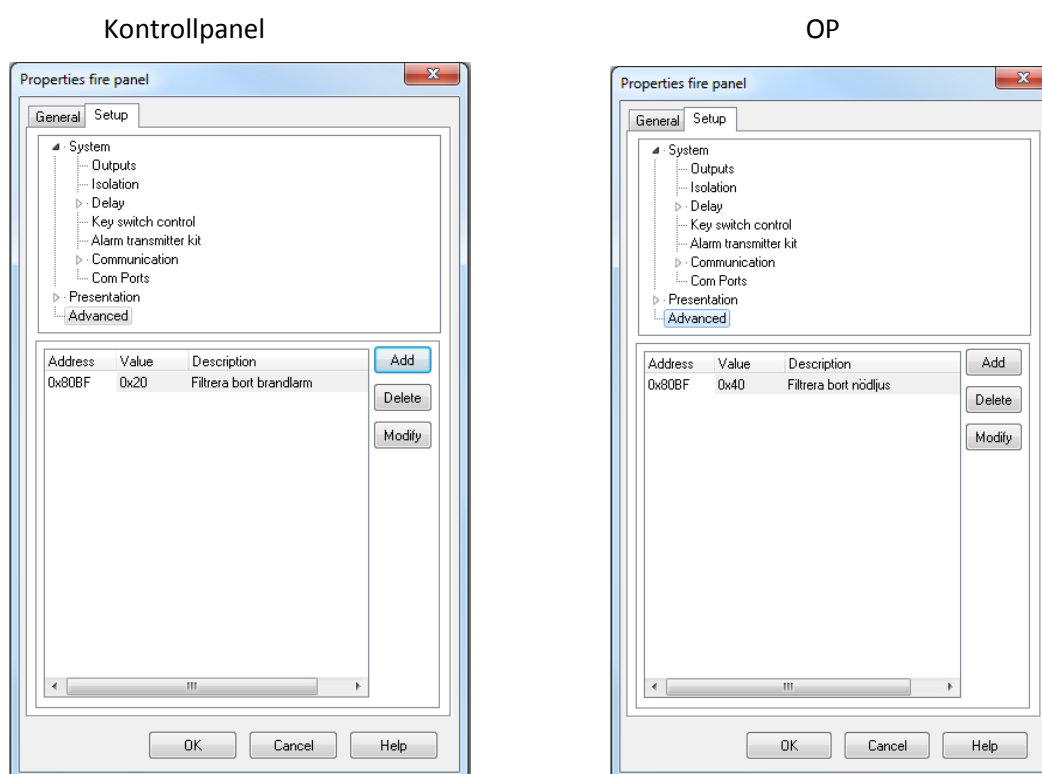 Kontrollpanel
Properties fire panel
General Setup
System
Outputs
Isolation
Delay
Key switch control
Alarm transmitter kit
Communication
Com Ports
Presentation
Advanced
Address Value Description
0x80BF 0x20 Filtrera bort brandlarm
Add
Delete
Modify
OK Cancel Help
OP
Properties fire panel
General Setup
System
Outputs
Isolation
Delay
Key switch control
Alarm transmitter kit
Communication
Com Ports
Presentation
Advanced
Address Value Description
0x80BF 0x40 Filtrera bort nödljus
Add
Delete
Modify
OK Cancel Help